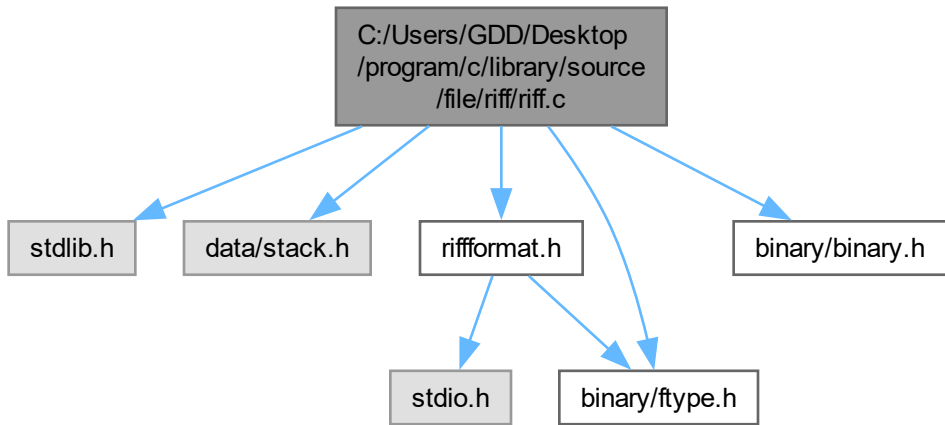 C:/Users/GDD/Desktop
/program/c/library/source
/file/riff/riff.c
stdlib.h
data/stack.h
riffformat.h
binary/binary.h
stdio.h
binary/ftype.h